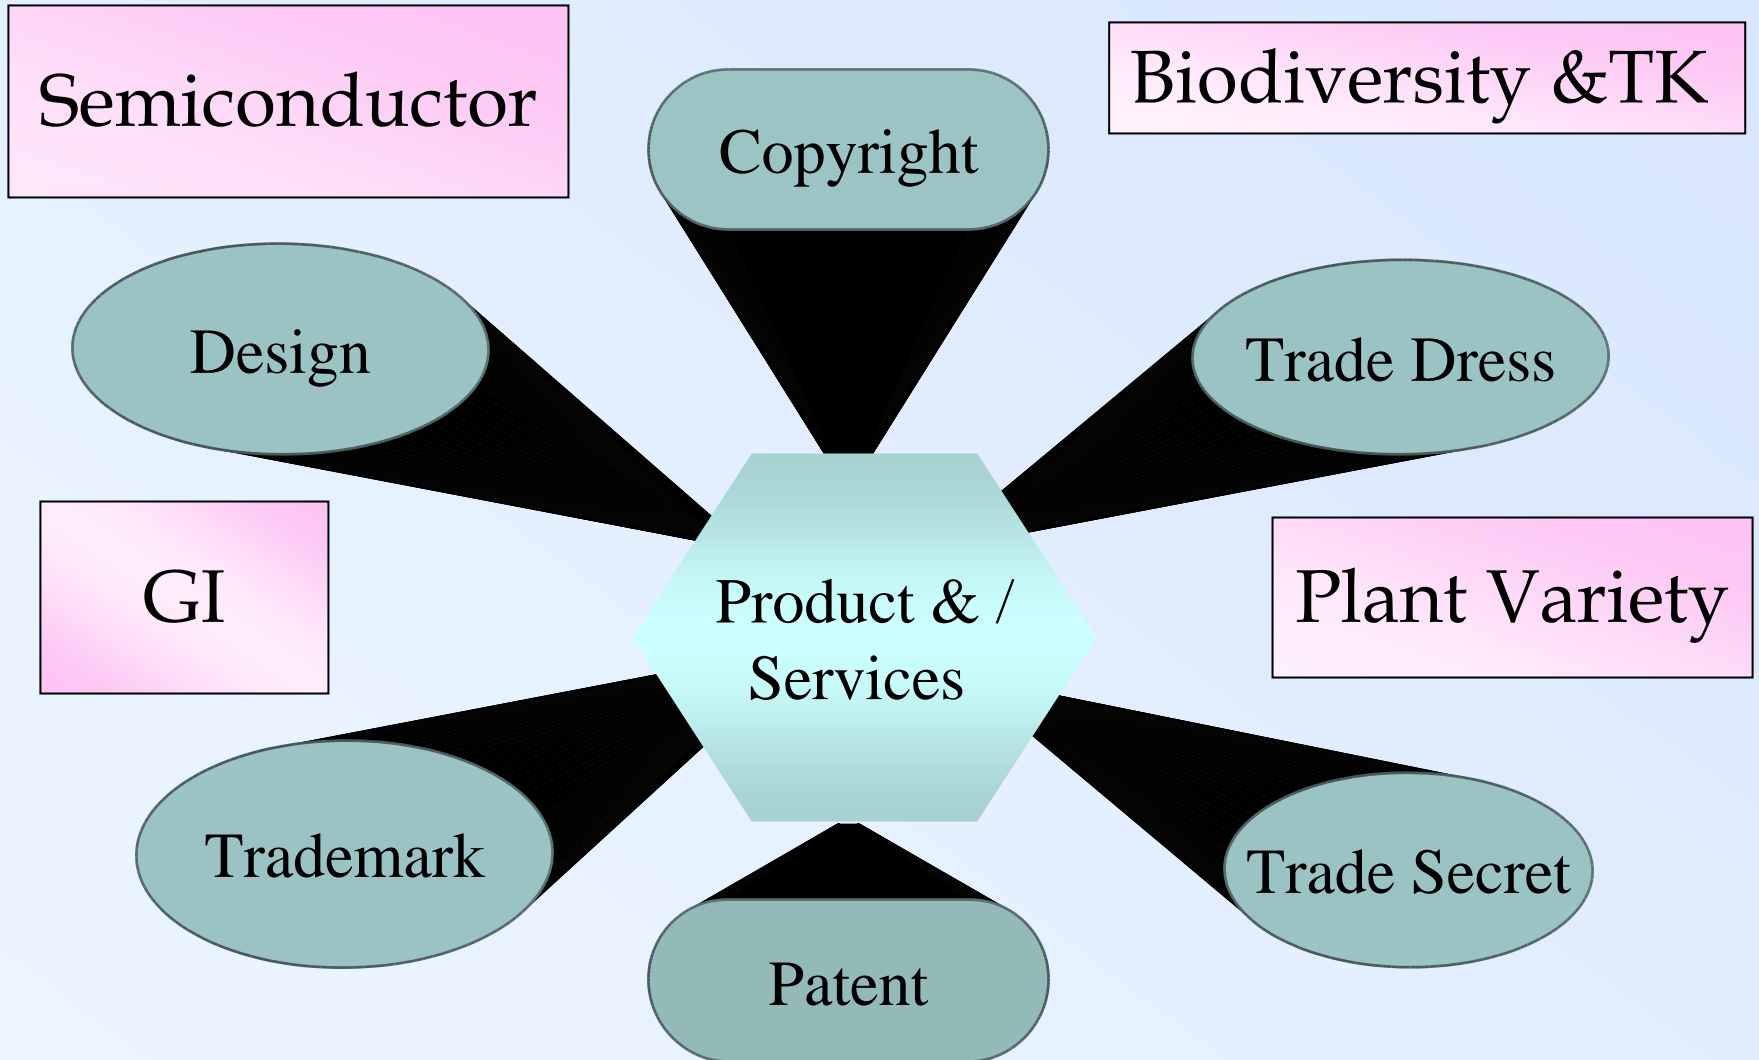 Semiconductor
Biodiversity &TK
Copyright
Design
Trade Dress
GI
Product & /
Services
Plant Variety
Trademark
Trade Secret
Patent